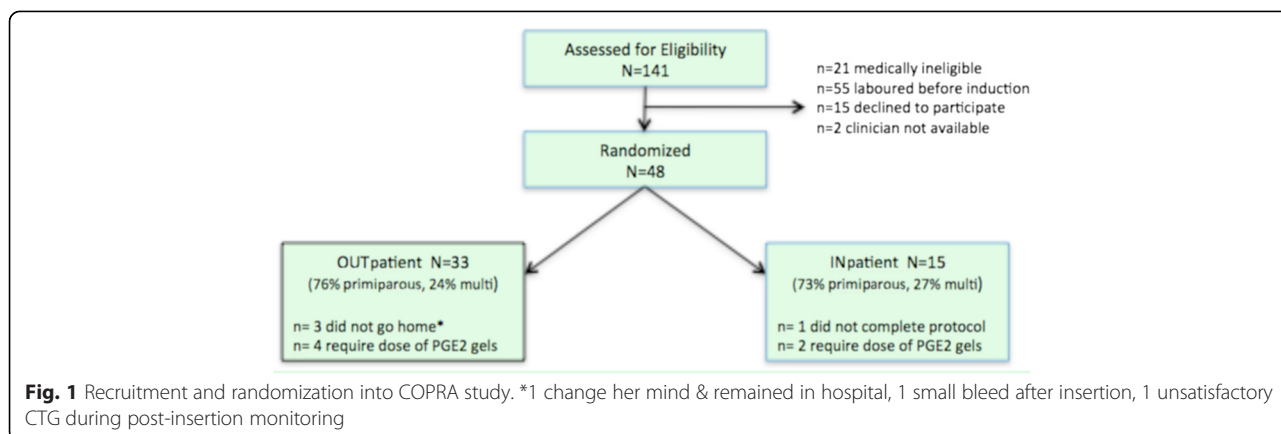 Assessed for Eligibility
N=141
n=21 medically ineligible
n=55 laboured before induction
n=15 declined to participate
n=2 clinician not available
Randomized
N=48
OUTpatient N=33
(76% primiparous, 24% multi)
n= 3 did not go home*
n= 4 require dose of PGE2 gels
INpatient N=15
(73% primiparous, 27% multi)
n= 1 did not complete protocol
n= 2 require dose of PGE2 gels
Fig. 1 Recruitment and randomization into COPRA study. *1 change her mind & remained in hospital, 1 small bleed after insertion, 1 unsatisfactory
CTG during post-insertion monitoring